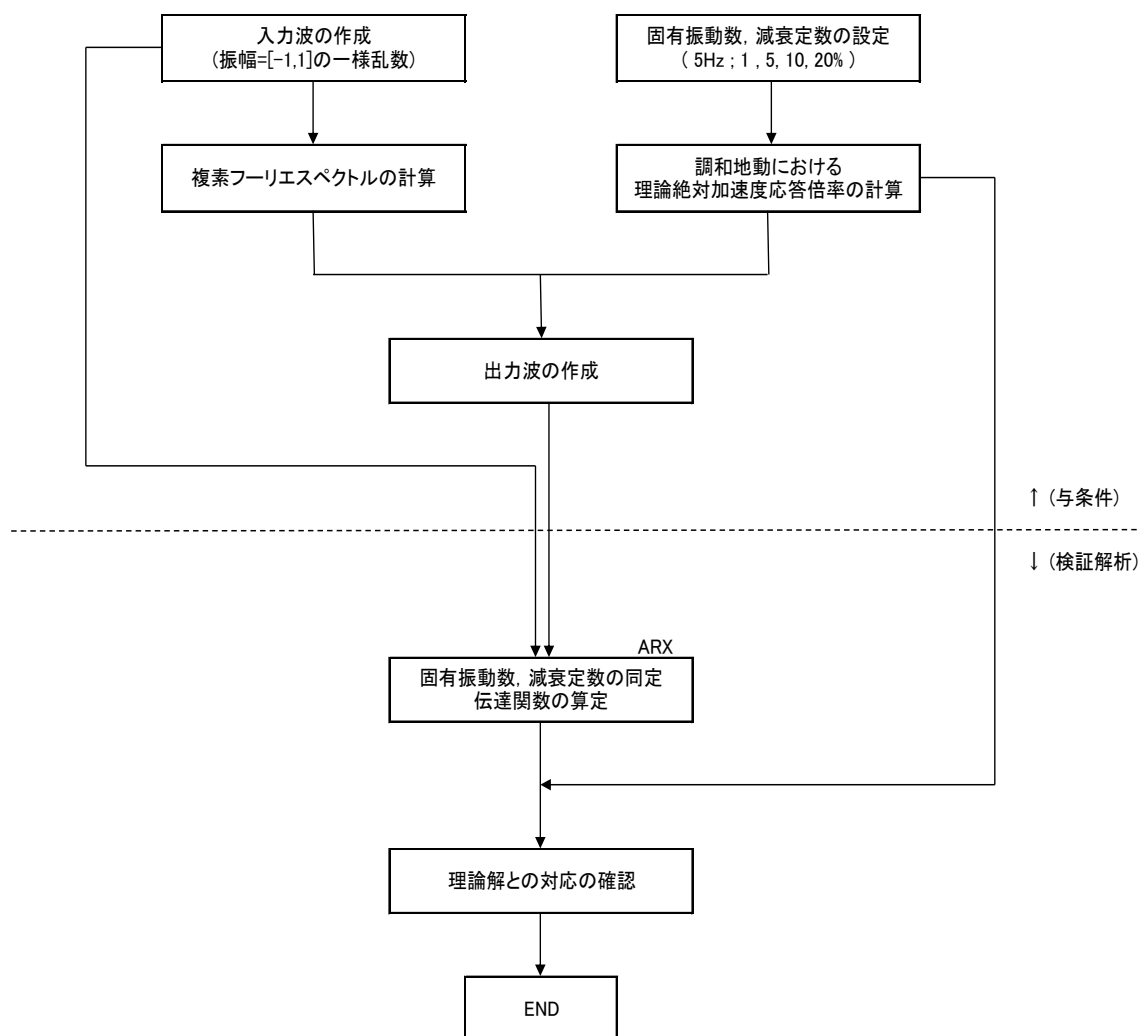 入力波の作成
(振幅=[-1,1]の一様乱数)
固有振動数, 減衰定数の設定
( 5Hz ; 1 , 5, 10, 20% )
複素フーリエスペクトルの計算
調和地動における
理論絶対加速度応答倍率の計算
出力波の作成
↑ (与条件)
↓ (検証解析)
ARX
固有振動数, 減衰定数の同定
伝達関数の算定
理論解との対応の確認
END